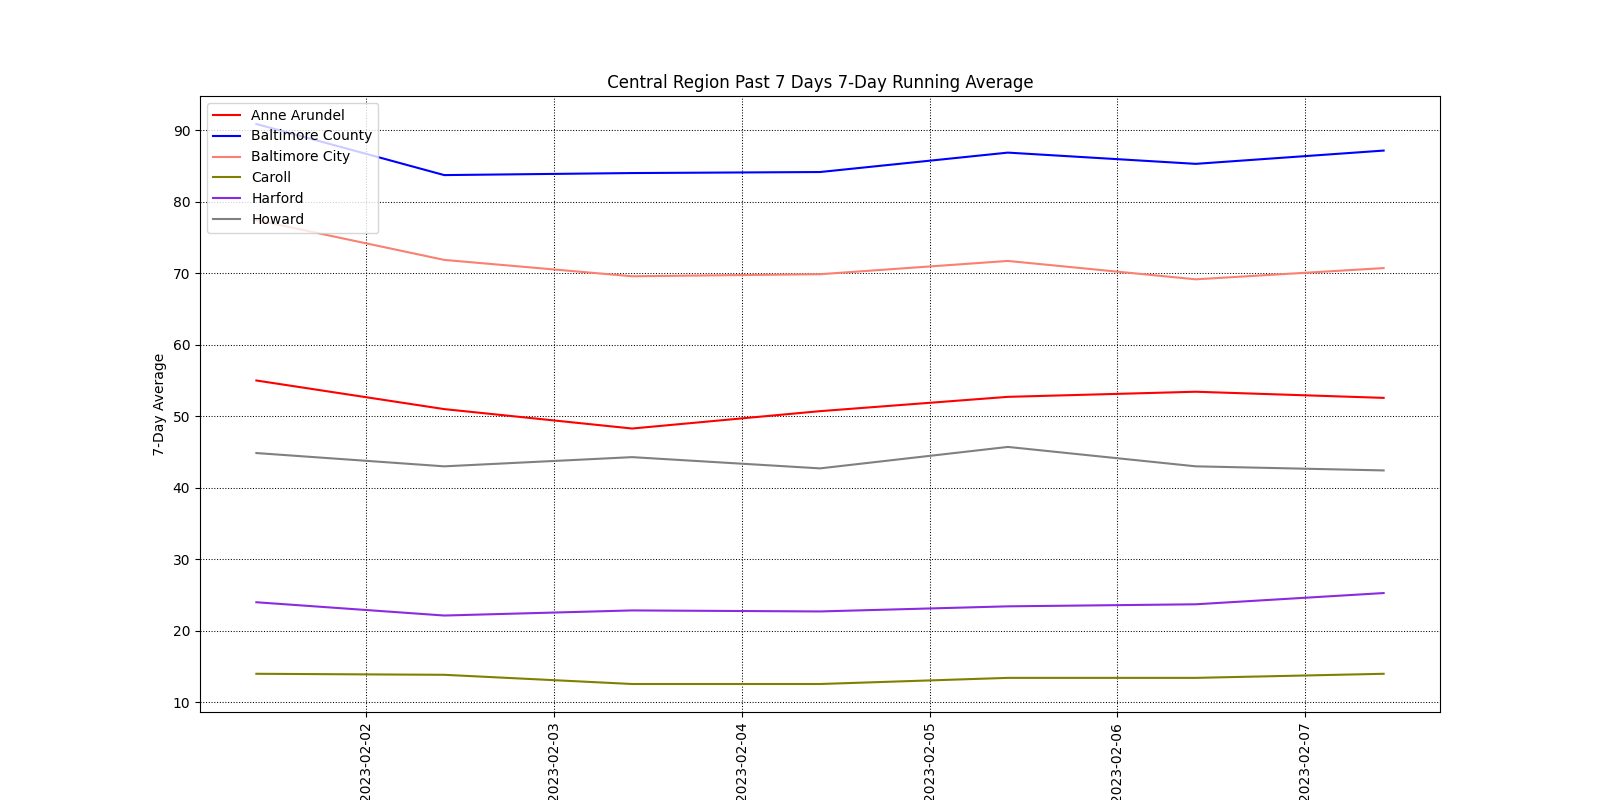 Central Region Past 7 Days 7-Day Running Average
Anne Arundel
Baltimore County
Baltimore City
Caroll
Harford
Howard
90
80
70
60
50
40
30
20
10
7-Day Average
2023-02-02
2023-02-03
2023-02-04
2023-02-05
2023-02-06
2023-02-07